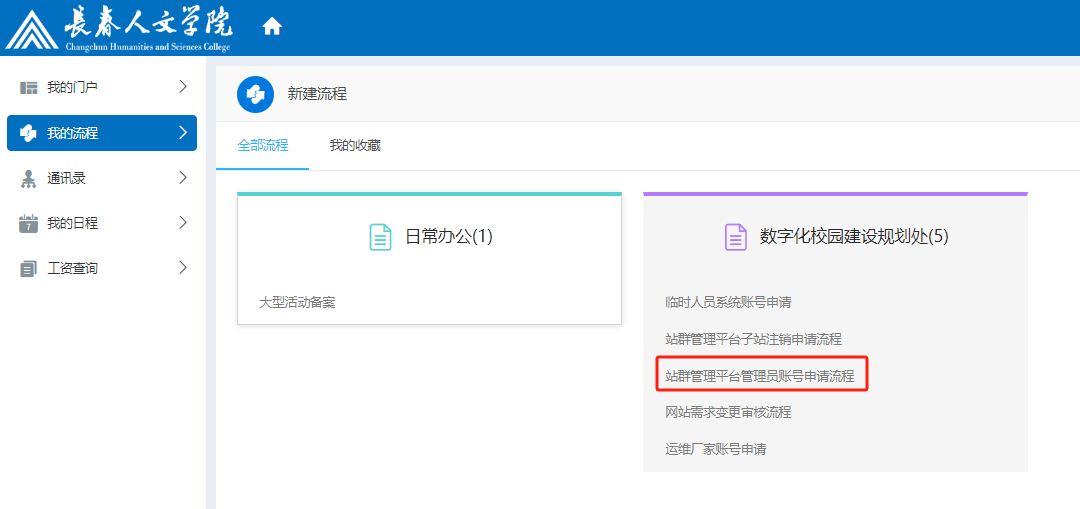 長春人文学院
Changchun Humanities and Sciences College
我的门户
我的流程
通讯录
我的日程
7
工资查询
新建流程
全部流程
我的收藏
日常办公(1)
大型活动备案
数字化校园建设规划处(5)
临时人员系统账号申请
站群管理平台子站注销申请流程
站群管理平台管理员账号申请流程
网站需求变更审核流程
运维厂家账号申请